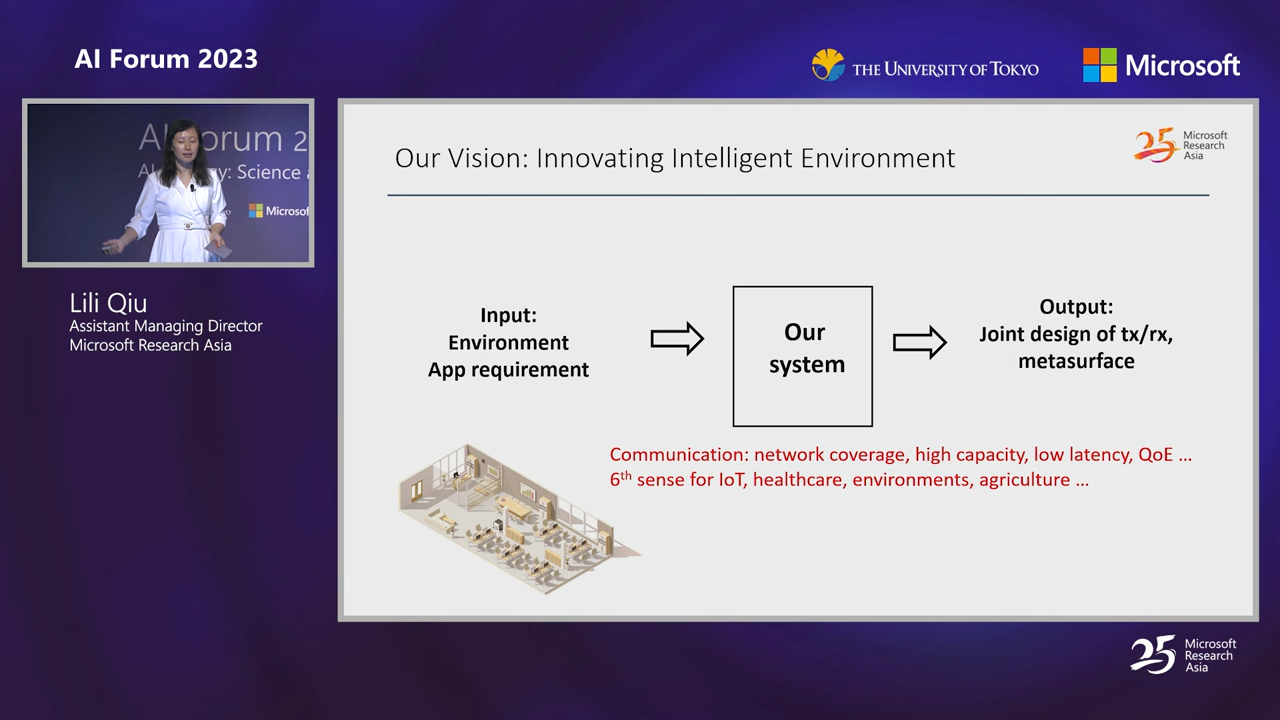 AI Forum 2023
THE UNIVERSITY OF TOKYO
Microsoft
AI Forum 2
AI
y: Science a
Microsof
Lili Qiu
Assistant Managing Director
Microsoft Research Asia
Our Vision: Innovating Intelligent Environment
25
Microsoft
Research
Asia
Input:
Environment
App requirement
Our
system
Output:
Joint design of tx/rx,
metasurface
Communication: network coverage, high capacity, low latency, QoE …
6th sense for IoT, healthcare, environments, agriculture …
25
Microsoft
Research
Asia